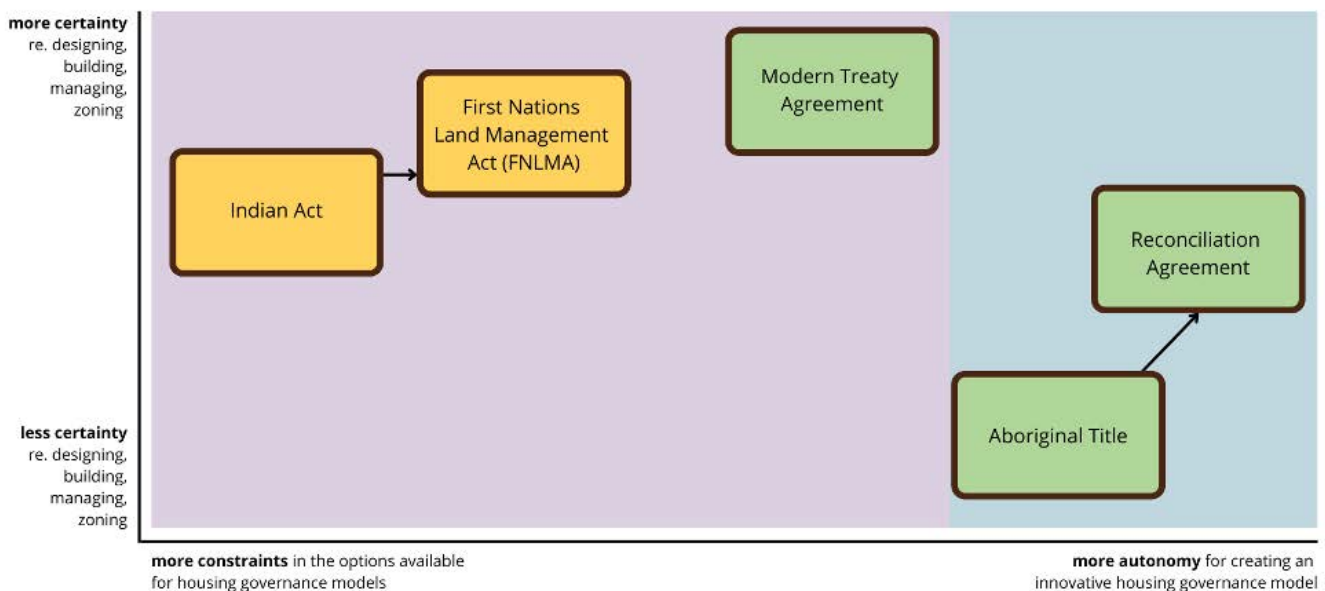 more certainty
re. designing,
building,
managing,
zoning
First Nations
Land Management
Act (FNLMA)
Modern Treaty
Agreement
Indian Act
Reconciliation
Agreement
Aboriginal Title
less certainty
re. designing,
building,
managing,
zoning
more constraints in the options available
for housing governance models
more autonomy for creating an
innovative housing governance model